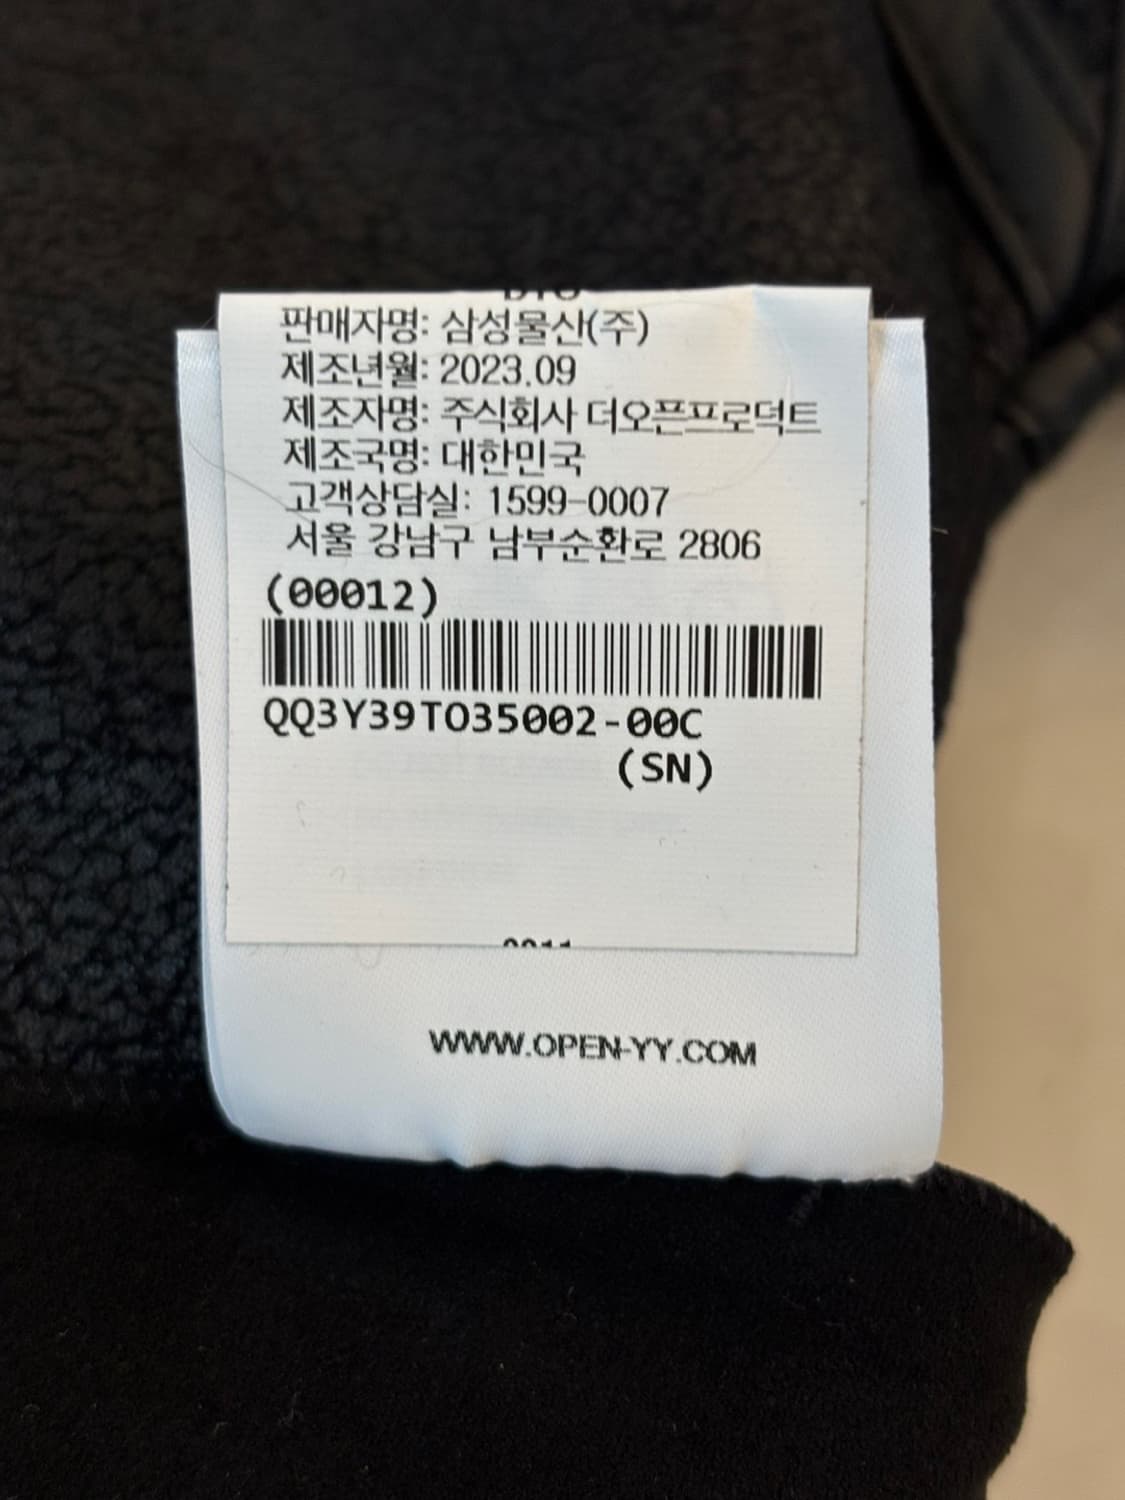 판매자명: 삼성물산(주)
제조년월: 2023.09
제조자명: 주식회사 더오픈프로덕트
제조국명: 대한민국
고객상담실: 1599-0007
서울 강남구 남부순환로 2806
(00012)
QQ3Y39TO35002-00C
(SN)
WWW.OPEN-YY.COM